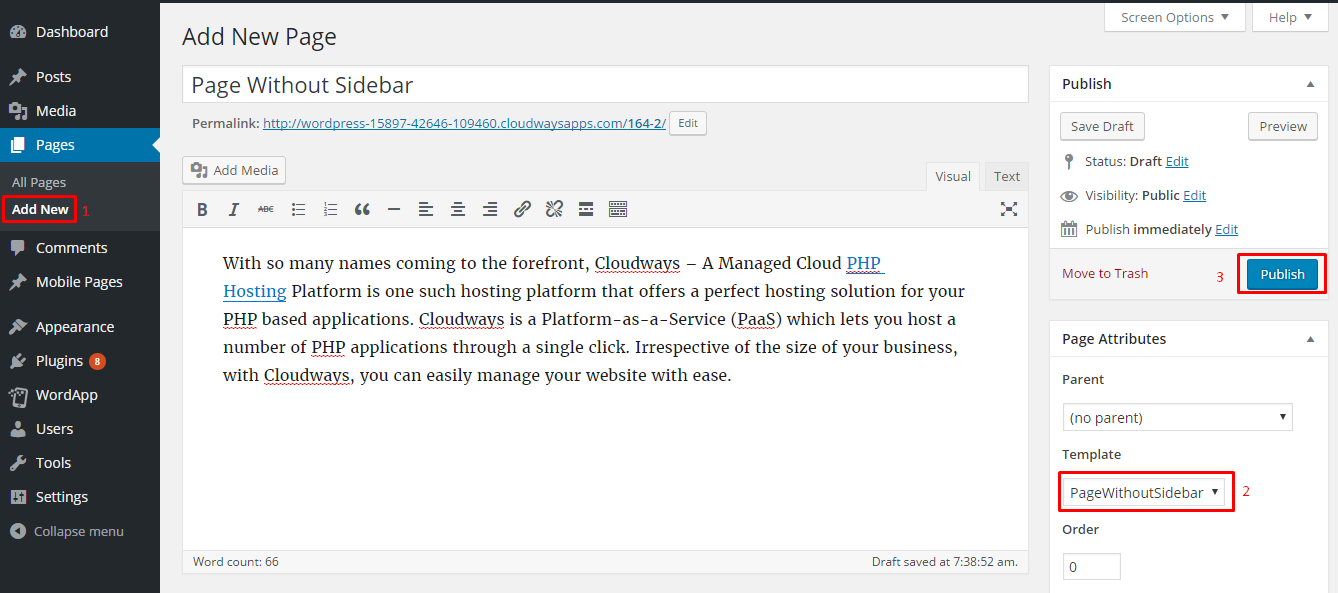 Screen Options ▼
Help ▼
Dashboard
Posts
Media
Pages
All Pages
Add New 1
Comments
Mobile Pages
Appearance
Plugins 8
WordApp
Users
Tools
Settings
Collapse menu
Add New Page
Page Without Sidebar
Permalink: http://wordpress-15897-42646-109460.cloudwaysapps.com/164-2/ Edit
Add Media
Visual Text
B I ABC
With so many names coming to the forefront, Cloudways – A Managed Cloud PHP
Hosting Platform is one such hosting platform that offers a perfect hosting solution for your
PHP based applications. Cloudways is a Platform-as-a-Service (PaaS) which lets you host a
number of PHP applications through a single click. Irrespective of the size of your business,
with Cloudways, you can easily manage your website with ease.
Word count: 66
Draft saved at 7:38:52 am.
Publish
Save Draft Preview
Status: Draft Edit
Visibility: Public Edit
Publish immediately Edit
Move to Trash 3 Publish
Page Attributes
Parent
(no parent)
Template
PageWithoutSidebar 2
Order
0